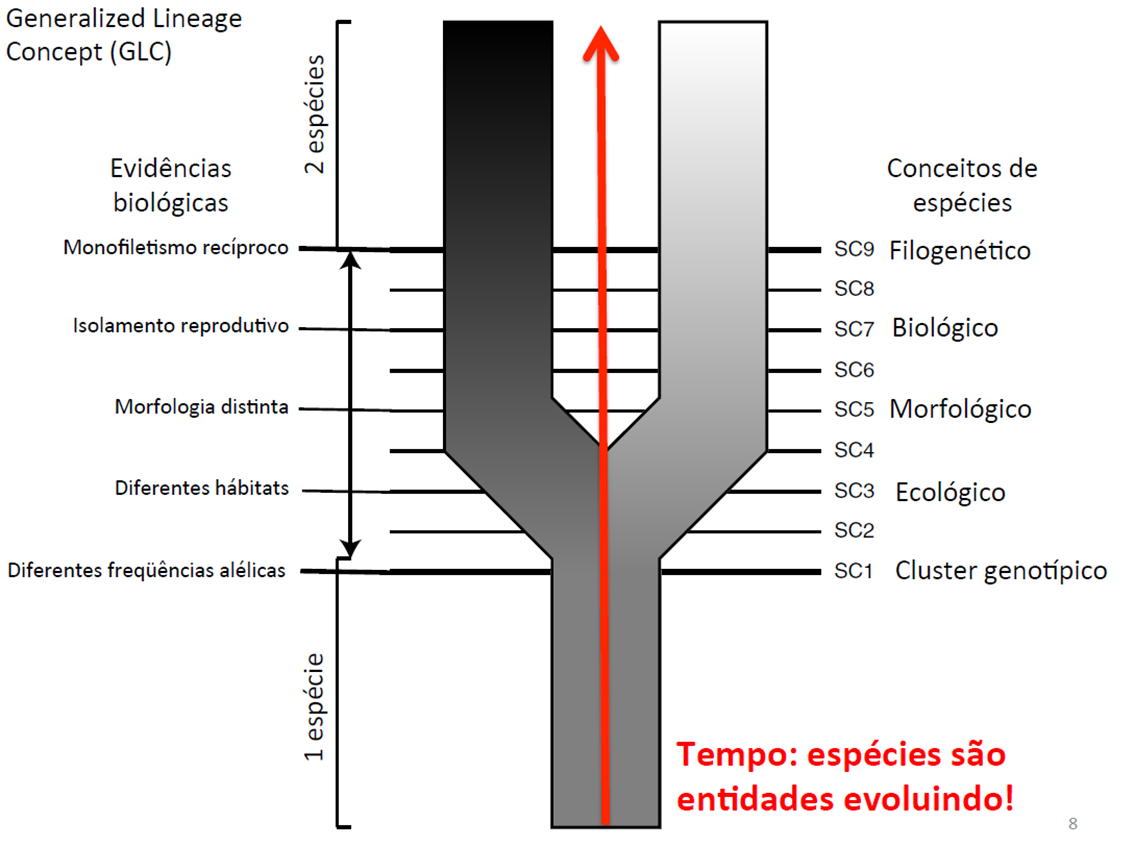 Generalized Lineage
Concept (GLC)
2 espécies
Evidências
biológicas
Conceitos de
espécies
Monofiletismo recíproco
SC9 Filogenético
SC8
Isolamento reprodutivo
SC7 Biológico
SC6
Morfologia distinta
SC5 Morfológico
SC4
Diferentes hábitats
SC3 Ecológico
SC2
Diferentes freqüências alélicas
SC1 Cluster genotípico
1 espécie
Tempo: espécies são
entidades evoluindo!
8